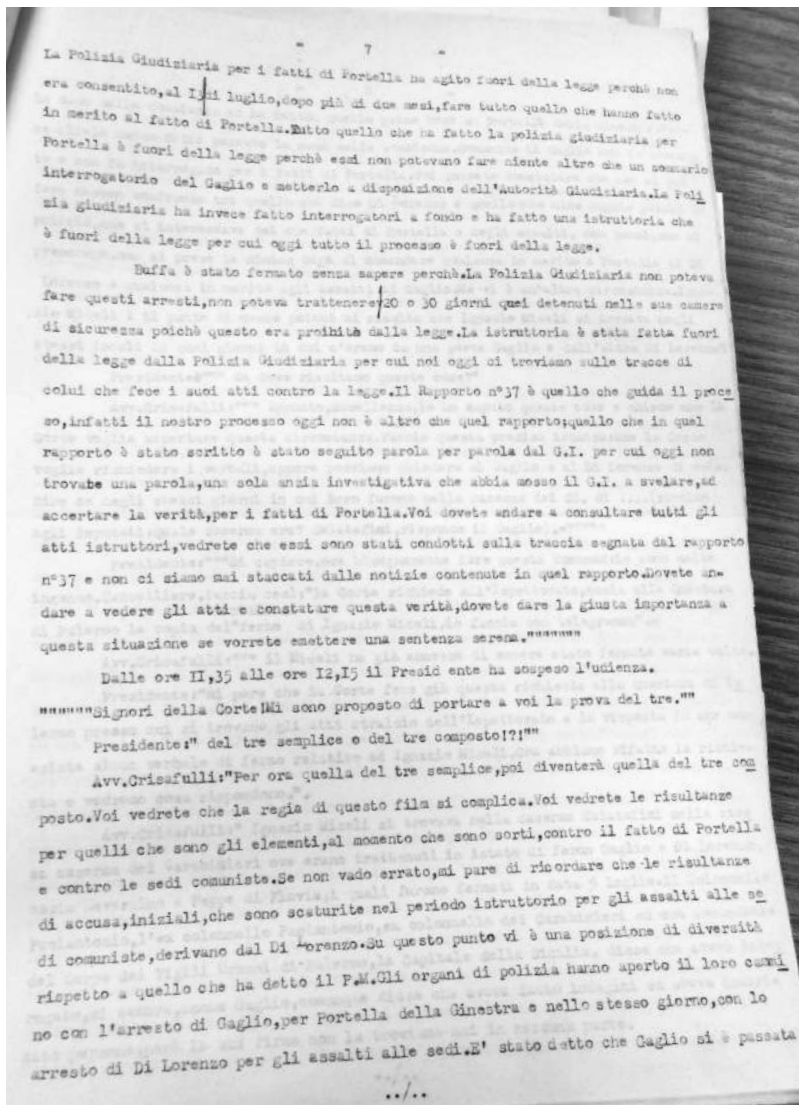 - 7 -
La Polizia Giudiziaria per i fatti di Portella ha agito fuori della legge perchè non
era consentito,al I3 di luglio,dopo più di due mesi,fare tutto quello che hanno fatto
in merito al fatto di Portella.Tutto quello che ha fatto la polizia giudiziaria per
Portella è fuori della legge perchè essi non potevano fare niente altro che un sommario
interrogatorio del Gaglio e metterlo a disposizione dell'Autorità Giudiziaria.La Poli
zia giudiziaria ha invece fatto interrogatori a fondo e ha fatto una istruttoria che
è fuori della legge per cui oggi tutto il processo è fuori della legge.
Buffa è stato fermato senza sapere perchè.La Polizia Giudiziaria non poteva
fare questi arresti,non poteva trattenere 20 o 30 giorni quei detenuti nelle sue camere
di sicurezza poichè questo era proihità dalla legge.La istruttoria è stata fatta fuori
della legge dalla Polizia Giudiziaria per cui noi oggi ci troviamo sulle tracce di
colui che fece i suoi atti contro la legge.Il Rapporto n°37 è quello che guida il proce
so,infatti il nostro processo oggi non è altro che quel rapporto;quello che in quel
rapporto è stato scritto è stato seguito parola per parola dal G.I. per cui oggi non
trovate una parola,una sola anzia investigativa che abbia mosso il G.I. a svelare,ad
accertare la verità,per i fatti di Portella.Voi dovete andare a consultare tutti gli
atti istruttori,vedrete che essi sono stati condotti sulla traccia segnata dal rapporto
n°37 e non ci siamo mai staccati dalle notizie contenute in quel rapporto.Dovete an-
dare a vedere gli atti e constatare questa verità,dovete dare la giusta importanza a
questa situazione se vorrete emettere una sentenza serena."""""""
Dalle ore II,35 alle ore I2,I5 il Presid ente ha sospeso l'udienza.
""""""Signori della Corte!Mi sono proposto di portare a voi la prova del tre.""
Presidente:" del tre semplice o del tre composto!?!""
Avv.Crisafulli:"Per ora quella del tre semplice,poi diventerà quella del tre com
posto.Voi vedrete che la regia di questo film si complica.Voi vedrete le risultanze
per quelli che sono gli elementi,al momento che sono sorti,contro il fatto di Portella
e contro le sedi comuniste.Se non vado errato,mi pare di ricordare che le risultanze
di accusa,iniziali,che sono scaturite nel periodo istruttorio per gli assalti alle se
di comuniste,derivano dal Di Lorenzo.Su questo punto vi è una posizione di diversità
rispetto a quello che ha detto il P.M.Gli organi di polizia hanno aperto il loro cammi
no con l'arresto di Gaglio,per Portella della Ginestra e nello stesso giorno,con lo
arresto di Di Lorenzo per gli assalti alle sedi.E' stato detto che Gaglio si è passata
../..